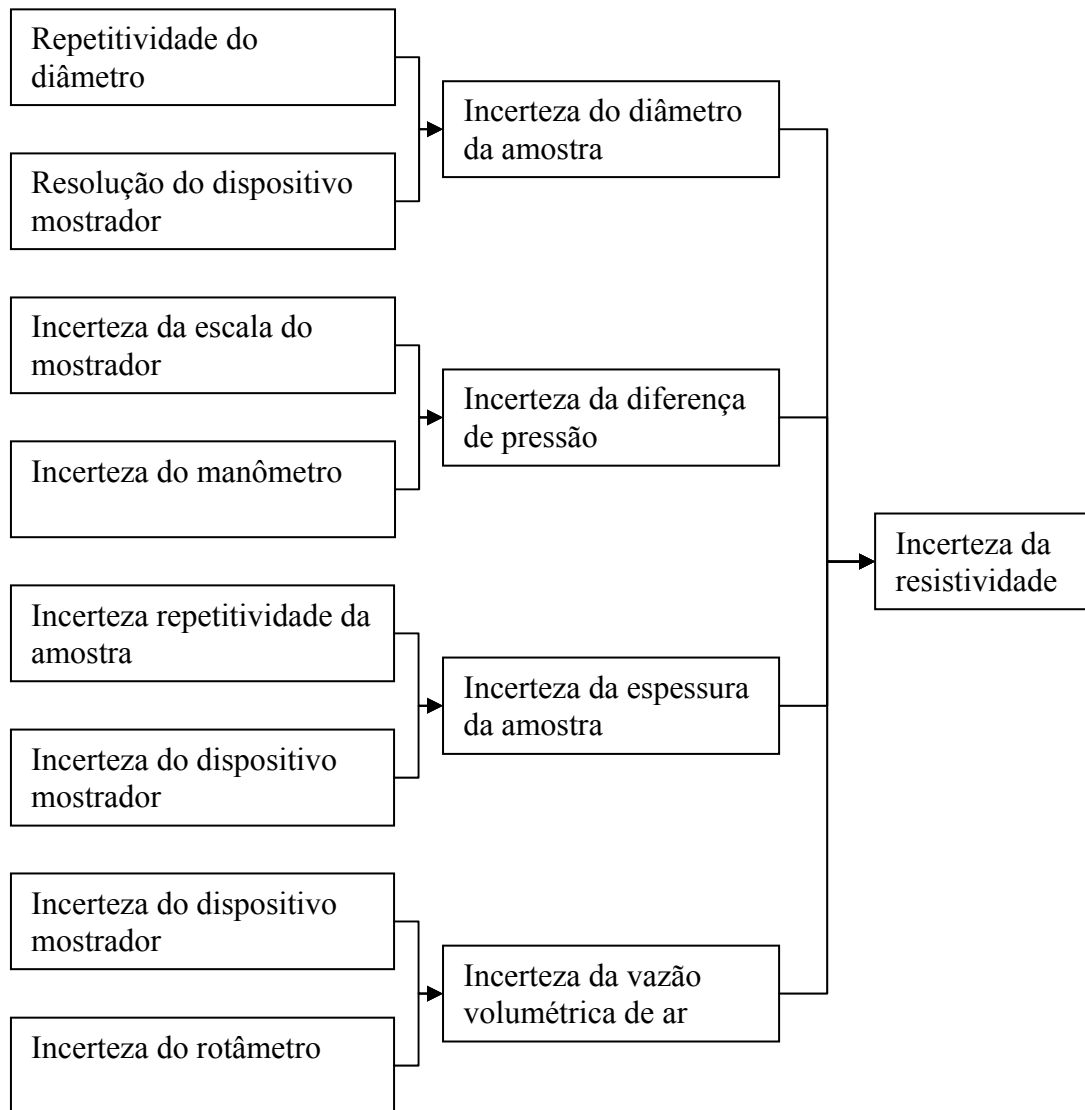 Repetitividade do
diâmetro
Resolução do dispositivo
mostrador
Incerteza do diâmetro
da amostra
Incerteza da escala do
mostrador
Incerteza do manômetro
Incerteza da diferença
de pressão
Incerteza repetitividade da
amostra
Incerteza do dispositivo
mostrador
Incerteza da espessura
da amostra
Incerteza do dispositivo
mostrador
Incerteza do rotâmetro
Incerteza da vazão
volumétrica de ar
Incerteza da
resistividade